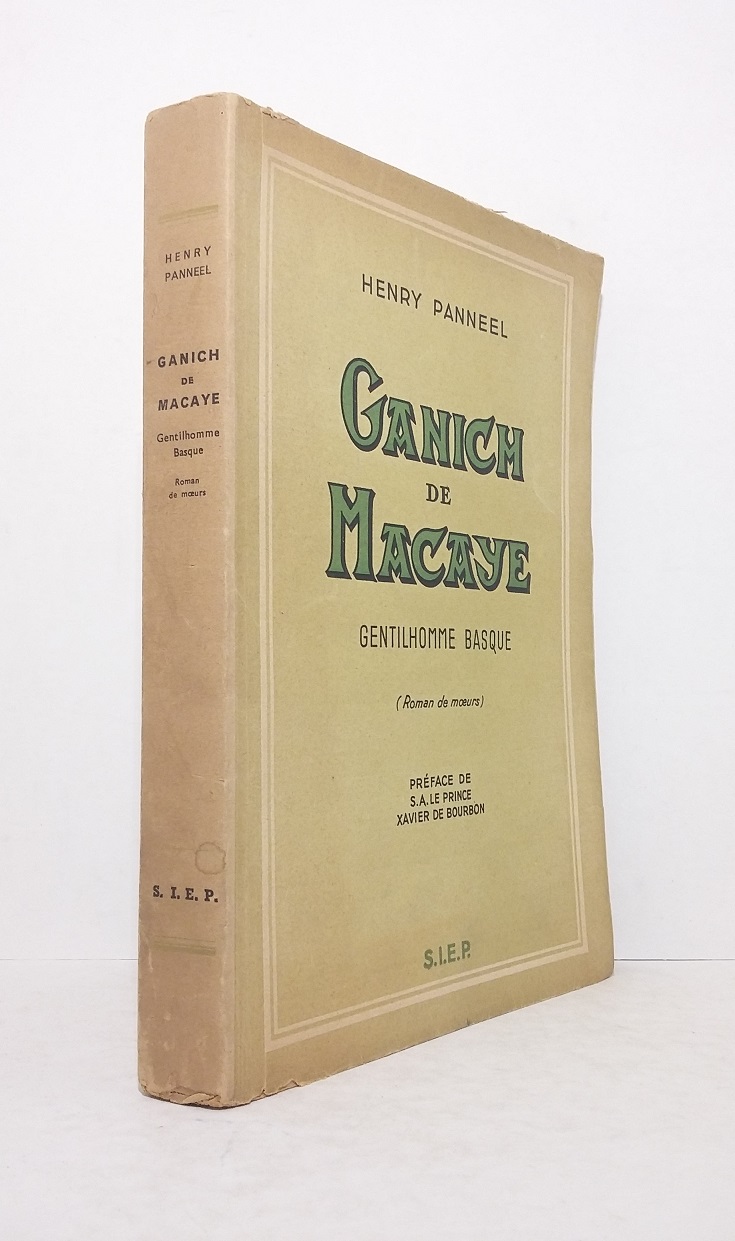 HENRY
PANNEEL
GANICH
DE
MACAYE
Gentilhomme
Basque
Roman
de mœurs
S. I. E. P.
HENRY PANNEEL
GANICH
DE
MACAYE
GENTILHOMME BASQUE
(Roman de mœurs)
PRÉFACE DE
S.A. LE PRINCE
XAVIER DE BOURBON
S.I.E.P.